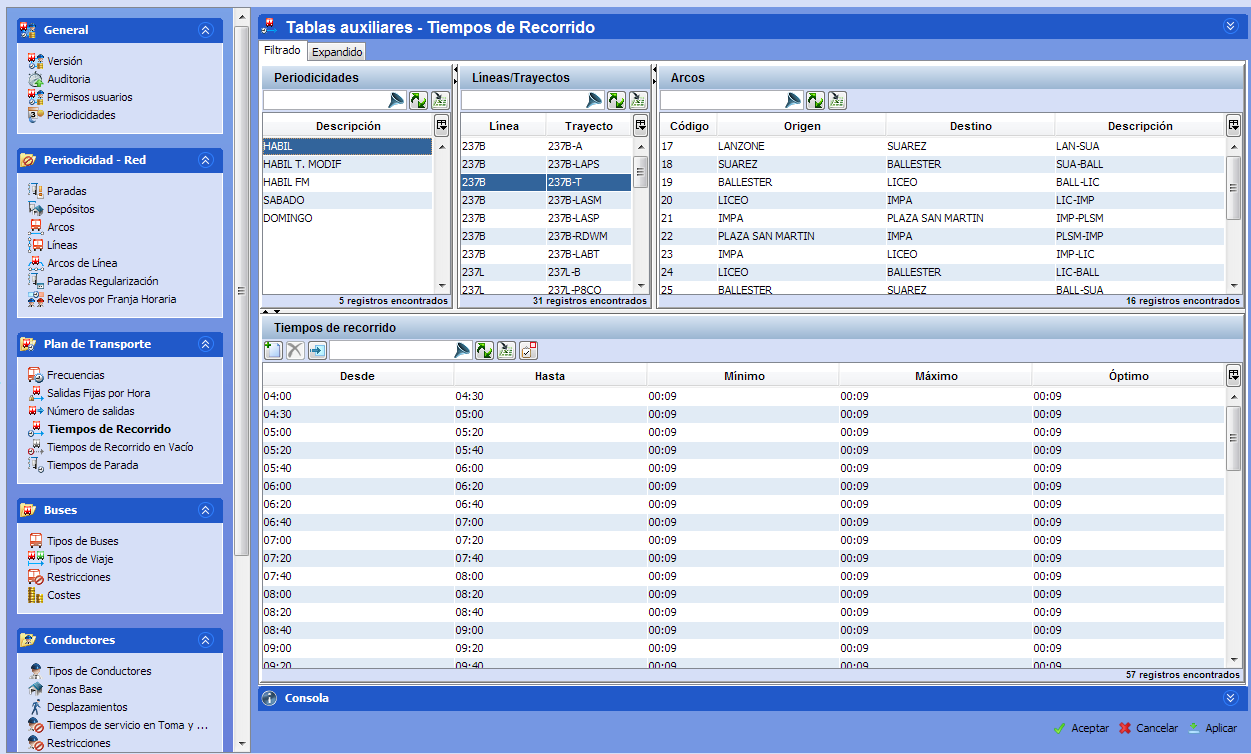 General
Versión
Auditoria
Permisos usuarios
Periodicidades
Periodicidad - Red
Paradas
Depósitos
Arcos
Líneas
Arcos de Línea
Paradas Regularización
Relevos por Franja Horaria
Plan de Transporte
Frecuencias
Salidas Fijas por Hora
Número de salidas
Tiempos de Recorrido
Tiempos de Recorrido en Vacío
Tiempos de Parada
Buses
Tipos de Buses
Tipos de Viaje
Restricciones
Costes
Conductores
Tipos de Conductores
Zonas Base
Desplazamientos
Tiempos de servicio en Toma y ...
Restricciones
Tablas auxiliares - Tiempos de Recorrido
Filtrado Expandido
Periodicidades
Descripción
HABIL
HABIL T. MODIF
HABIL FM
SABADO
DOMINGO
5 registros encontrados
Líneas/Trayectos
Línea Trayecto
237B 237B-A
237B 237B-LAPS
237B 237B-T
237B 237B-LASM
237B 237B-LASP
237B 237B-RDWM
237B 237B-LABT
237L 237L-B
237L 237L-P8CO
31 registros encontrados
Arcos
Código Origen Destino Descripción
17 LANZONE SUAREZ LAN-SUA
18 SUAREZ BALLESTER SUA-BALL
19 BALLESTER LICEO BALL-LIC
20 LICEO IMPA LIC-IMP
21 IMPA PLAZA SAN MARTIN IMP-PLSM
22 PLAZA SAN MARTIN IMPA PLSM-IMP
23 IMPA LICEO IMP-LIC
24 LICEO BALLESTER LIC-BALL
25 BALLESTER SUAREZ BALL-SUA
16 registros encontrados
Tiempos de recorrido
Desde Hasta Mínimo Máximo Óptimo
04:00 04:30 00:09 00:09 00:09
04:30 05:00 00:09 00:09 00:09
05:00 05:20 00:09 00:09 00:09
05:20 05:40 00:09 00:09 00:09
05:40 06:00 00:09 00:09 00:09
06:00 06:20 00:09 00:09 00:09
06:20 06:40 00:09 00:09 00:09
06:40 07:00 00:09 00:09 00:09
07:00 07:20 00:09 00:09 00:09
07:20 07:40 00:09 00:09 00:09
07:40 08:00 00:09 00:09 00:09
08:00 08:20 00:09 00:09 00:09
08:20 08:40 00:09 00:09 00:09
08:40 09:00 00:09 00:09 00:09
09:00 09:20 00:09 00:09 00:09
09:20 09:40 00:09 00:09 00:09
57 registros encontrados
Consola
Aceptar Cancelar Aplicar